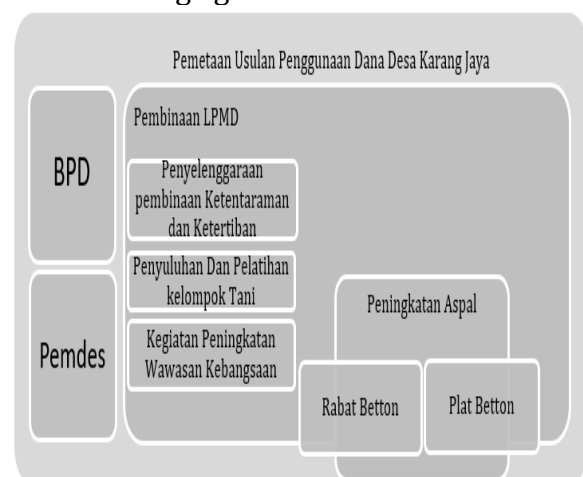 Pemetaan Usulan Penggunaan Dana Desa Karang Jaya
BPD
Pemdes
Pembinaan LPMD
Penyelenggaraan
pembinaan Ketentaraman
dan Ketertiban
Penyuluhan Dan Pelatihan
kelompok Tani
Kegiatan Peningkatan
Wawasan Kebangsaan
Peningkatan Aspal
Rabat Betton
Plat Betton